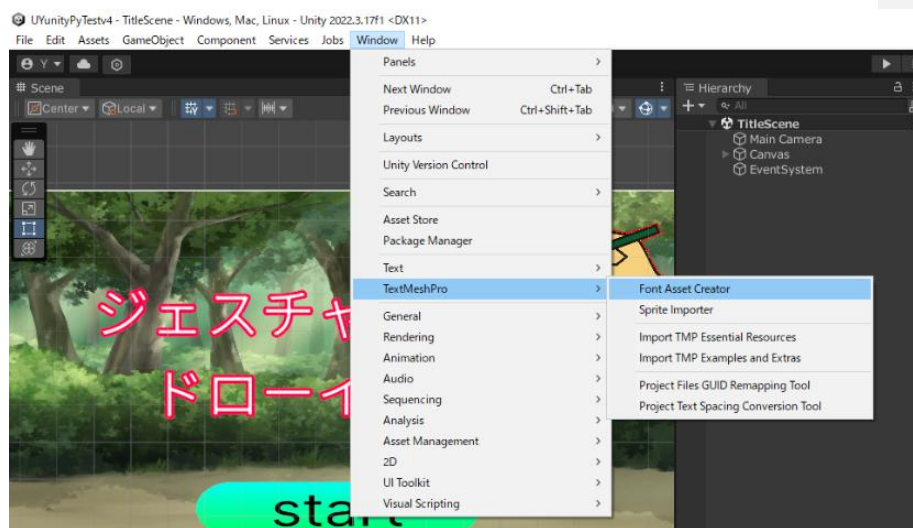 UYunityPyTestv4 - TitleScene - Windows, Mac, Linux - Unity 2022.3.17f1 <DX11>
File Edit Assets GameObject Component Services Jobs Window Help
Y
Scene
Center Local
Panels
Next Window Ctrl+Tab
Previous Window Ctrl+Shift+Tab
Layouts
Unity Version Control
Search
Asset Store
Package Manager
Text
TextMeshPro
General
Rendering
Animation
Audio
Sequencing
Analysis
Asset Management
2D
UI Toolkit
Visual Scripting
Font Asset Creator
Sprite Importer
Import TMP Essential Resources
Import TMP Examples and Extras
Project Files GUID Remapping Tool
Project Text Spacing Conversion Tool
Hierarchy
All
TitleScene
Main Camera
Canvas
EventSystem
ジェスチャ
ドローイ
start